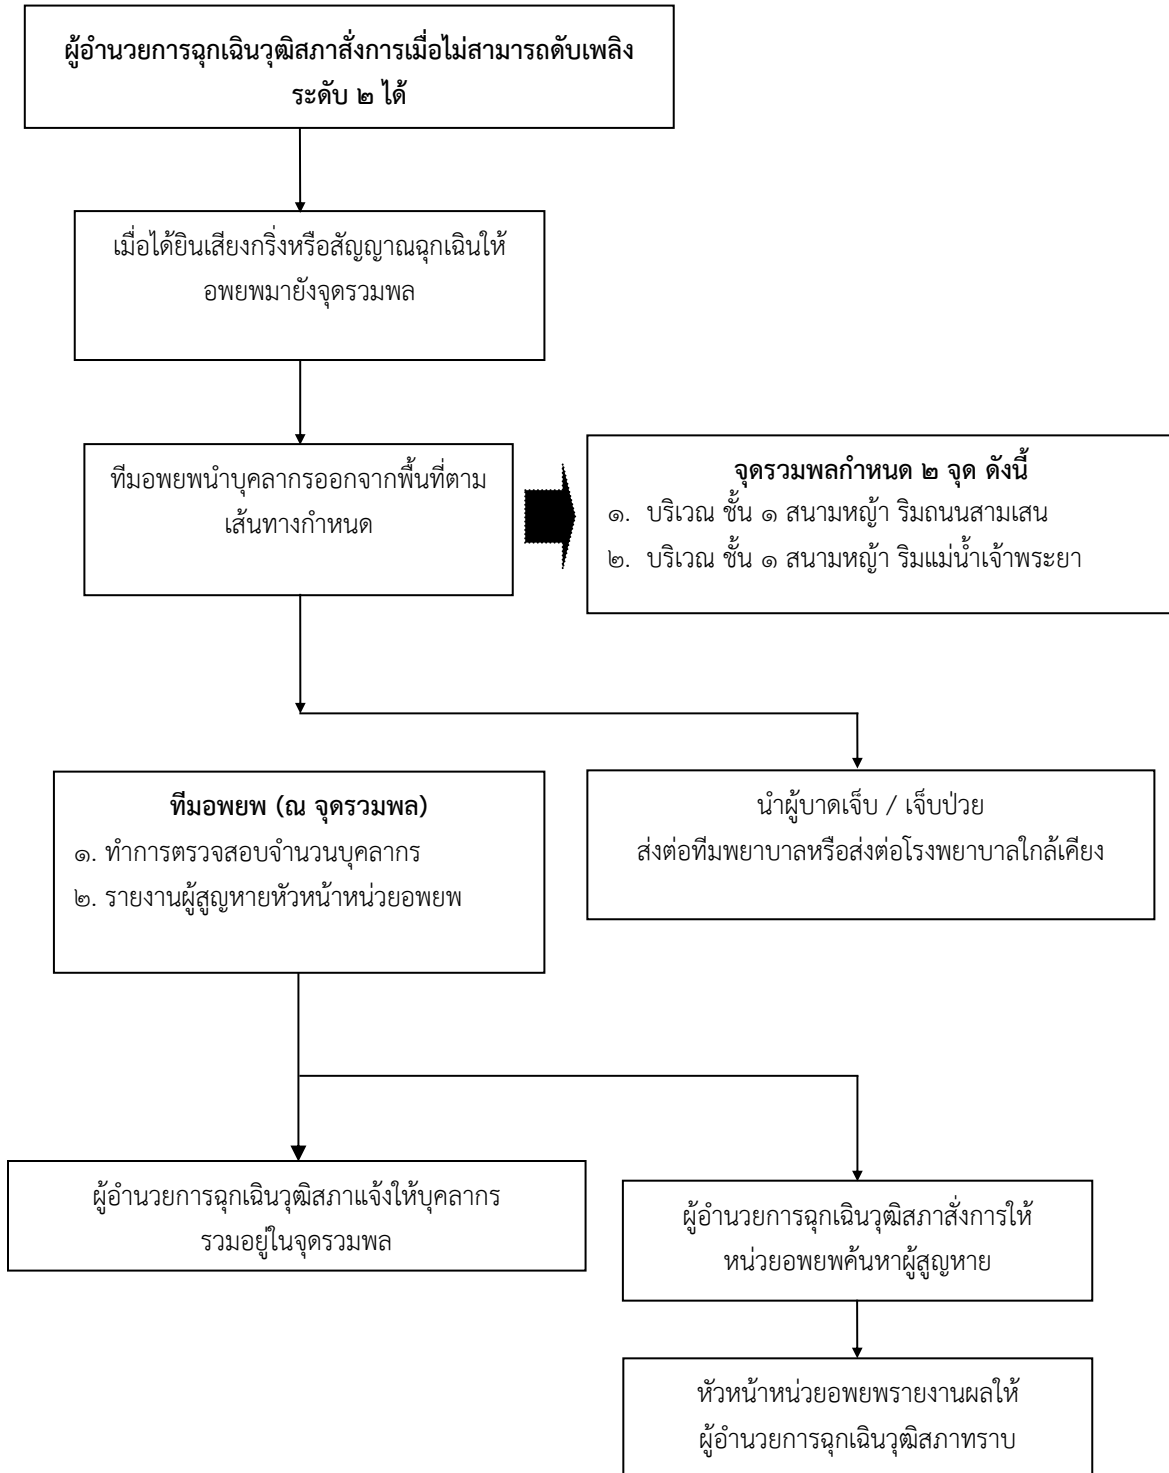 ผู้อำนวยการฉุกเฉินวุฒิสภาสั่งการเมื่อไม่สามารถดับเพลิง
ระดับ ๒ ได้
เมื่อได้ยินเสียงกริ่งหรือสัญญาณฉุกเฉินให้
อพยพมายังจุดรวมพล
ทีมอพยพนำบุคลากรออกจากพื้นที่ตาม
เส้นทางกำหนด
จุดรวมพลกำหนด ๒ จุด ดังนี้
๑. บริเวณ ชั้น ๑ สนามหญ้า ริมถนนสามเสน
๒. บริเวณ ชั้น ๑ สนามหญ้า ริมแม่น้ำเจ้าพระยา
ทีมอพยพ (ณ จุดรวมพล)
๑. ทำการตรวจสอบจำนวนบุคลากร
๒. รายงานผู้สูญหายหัวหน้าหน่วยอพยพ
นำผู้บาดเจ็บ / เจ็บป่วย
ส่งต่อทีมพยาบาลหรือส่งต่อโรงพยาบาลใกล้เคียง
ผู้อำนวยการฉุกเฉินวุฒิสภาแจ้งให้บุคลากร
รวมอยู่ในจุดรวมพล
ผู้อำนวยการฉุกเฉินวุฒิสภาสั่งการให้
หน่วยอพยพค้นหาผู้สูญหาย
หัวหน้าหน่วยอพยพรายงานผลให้
ผู้อำนวยการฉุกเฉินวุฒิสภาทราบ